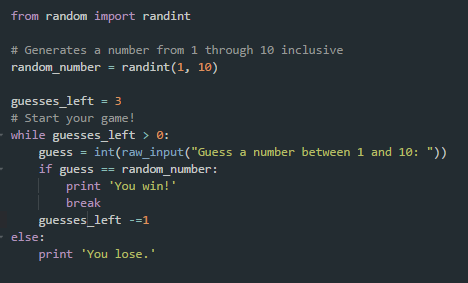 from random import randint

# Generates a number from 1 through 10 inclusive
random_number = randint(1, 10)

guesses_left = 3
# Start your game!
while guesses_left > 0:
    guess = int(raw_input("Guess a number between 1 and 10: "))
    if guess == random_number:
        print 'You win!'
        break
    guesses_left -=1
else:
    print 'You lose.'